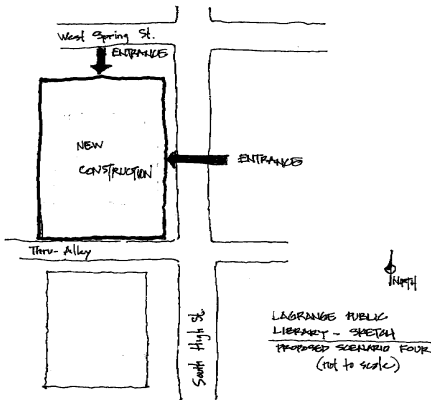 West Spring St.
ENTRANCE
NEW
CONSTRUCTION
ENTRANCE
Thru-Alley
South High St.
NORTH
LAGRANGE PUBLIC
LIBRARY - SKETCH
PROPOSED SCENARIO FOUR
(not to scale)